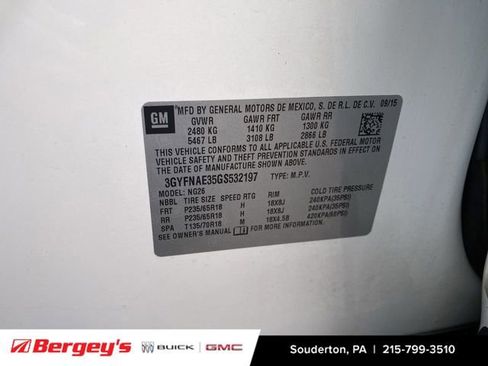 GM
MFD BY GENERAL MOTORS DE MEXICO, S. DE R.L. DE C.V. 09/15
GVWR GAWR FRT GAWR RR
2480 KG 1410 KG 1300 KG
5467 LB 3108 LB 2866 LB
THIS VEHICLE CONFORMS TO ALL APPLICABLE U.S. FEDERAL MOTOR
VEHICLE SAFETY AND THEFT PREVENTION STANDARDS IN EFFECT ON
THE DATE OF MANUFACTURE SHOWN ABOVE.
3GYFNAE35GS532197 TYPE: M.P.V.
MODEL: NG26
NBBL TIRE SIZE SPEED RTG RIM COLD TIRE PRESSURE
FRT P235/65R18 H 18X8J 240KPA(35PSI)
RR P235/65R18 H 18X8J 240KPA(35PSI)
SPA T135/70R18 M 18X4.5B 420KPA(60PSI)
SEE OWNER'S MANUAL FOR MORE INFORMATION.
Bergey's BUICK GMC
Souderton, PA | 215-799-3510